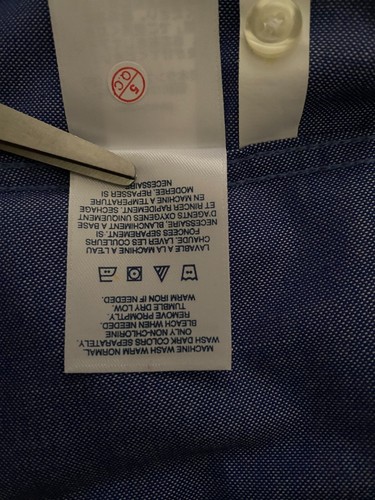 MACHINE WASH WARM NORMAL
WASH DARK COLORS SEPARATELY.
ONLY NON-CHLORINE
BLEACH WHEN NEEDED.
REMOVE PROMPTLY.
TUMBLE DRY LOW.
WARM IRON IF NEEDED.
LAVABLE A LA MACHINE A L'EAU
CHAUDE. LAVER LES COULEURS
FONCEES SEPAREMENT. SI
NECESSAIRE. BLANCHIMENT A BASE
D'AGENTS OXYGENES UNIQUEMENT
ET RINCER RAPIDEMENT. SECHAGE
EN MACHINE A TEMPERATURE
MODEREE. REPASSER SI
NECESSAIRE.
Q.C
5